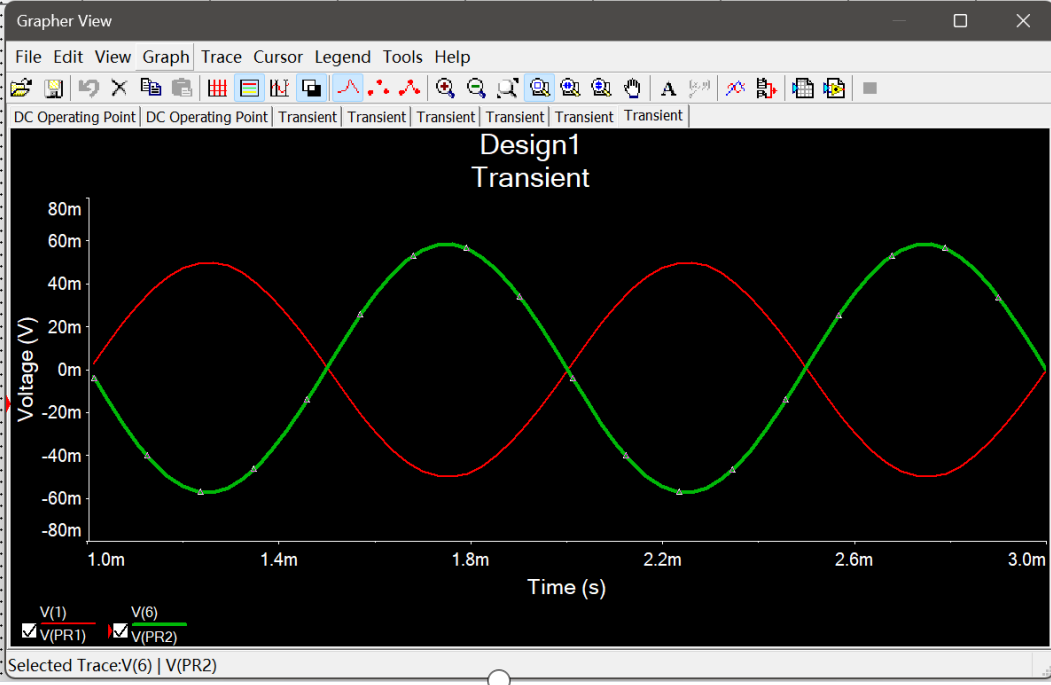 Grapher View
File Edit View Graph Trace Cursor Legend Tools Help
A
DC Operating Point DC Operating Point Transient Transient Transient Transient Transient Transient
Design1
Transient
Voltage (V)
80m
60m
40m
20m
0m
-20m
-40m
-60m
-80m
1.0m 1.4m 1.8m 2.2m 2.6m 3.0m
Time (s)
V(1) V(6)
V(PR1) V(PR2)
Selected Trace:V(6) | V(PR2)